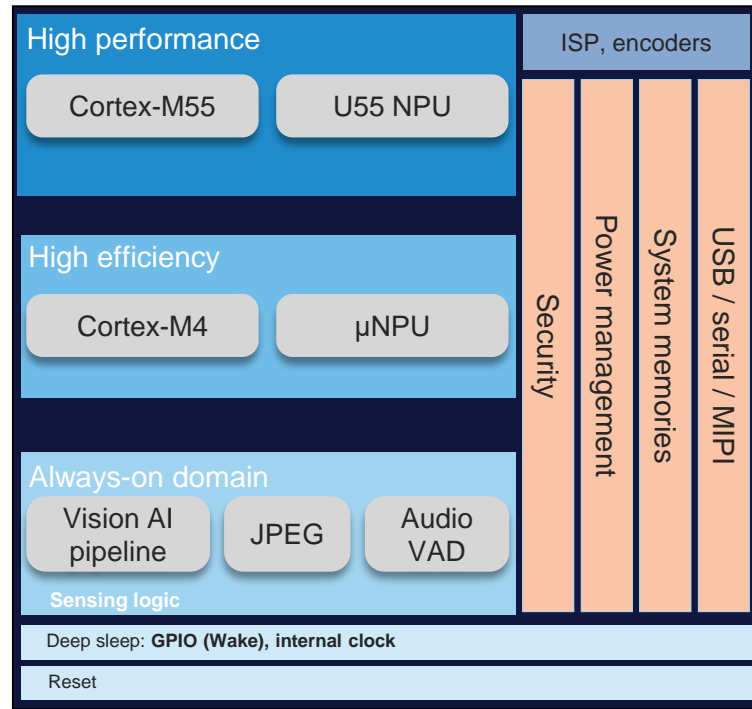 High performance
Cortex-M55
U55 NPU
High efficiency
Cortex-M4
µNPU
Always-on domain
Vision AI
pipeline
JPEG
Audio
VAD
Sensing logic
ISP, encoders
Security
Power management
System memories
USB / serial / MIPI
Deep sleep: GPIO (Wake), internal clock
Reset